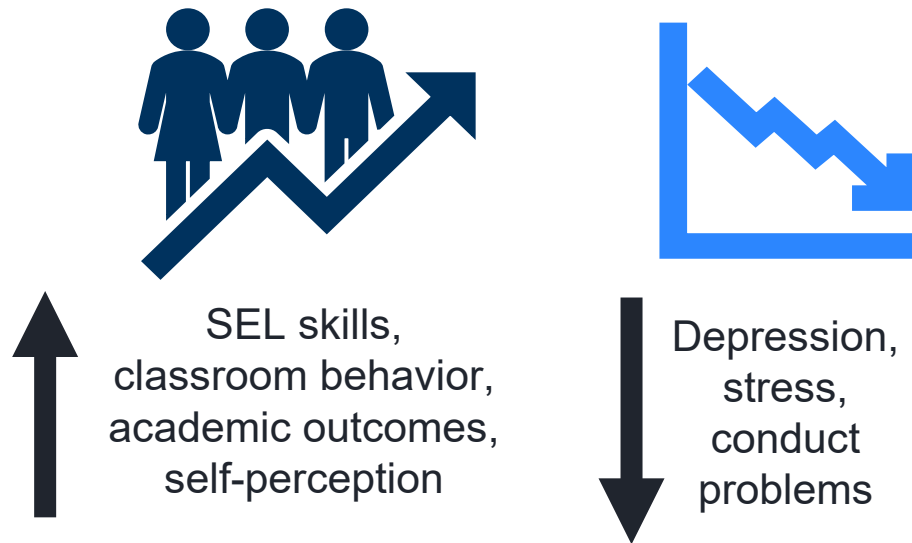 SEL skills,
classroom behavior,
academic outcomes,
self-perception
Depression,
stress,
conduct
problems